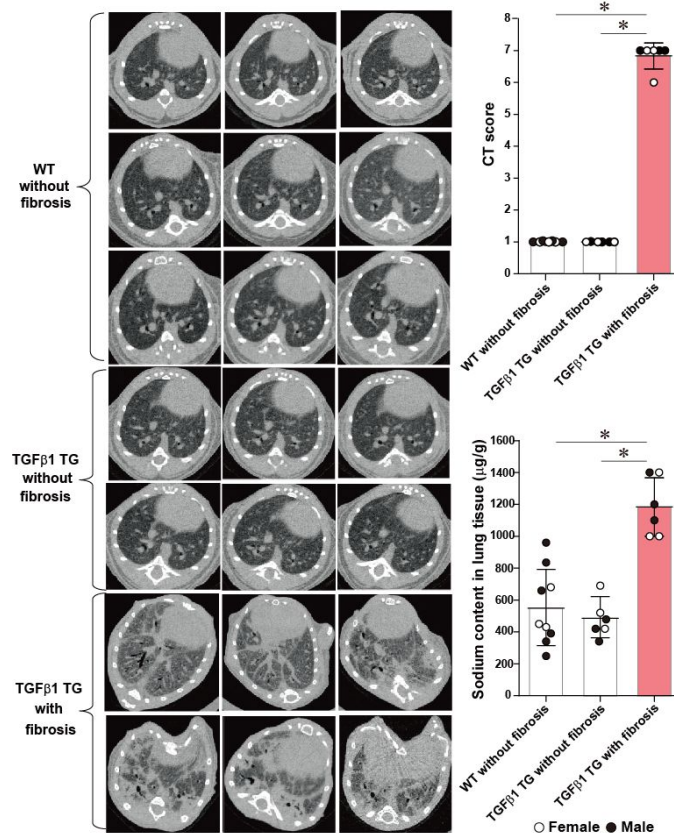 WT
without
fibrosis
TGFβ1 TG
without
fibrosis
TGFβ1 TG
with
fibrosis
*
*
8
7
6
5
4
3
2
1
0
CT score
WT without fibrosis
TGFβ1 TG without fibrosis
TGFβ1 TG with fibrosis
*
*
1600
1400
1200
1000
800
600
400
200
0
Sodium content in lung tissue (μg/g)
WT without fibrosis
TGFβ1 TG without fibrosis
TGFβ1 TG with fibrosis
Female Male